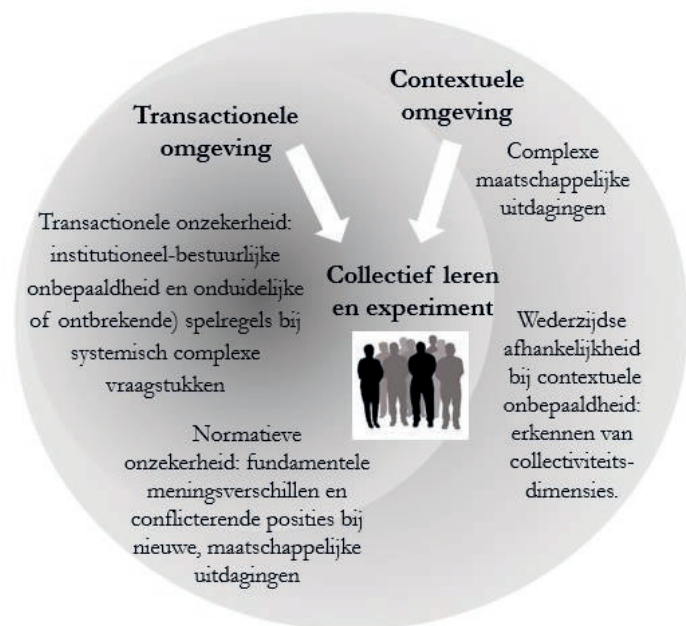 Transactionele
omgeving
Contextuele
omgeving
Complexe
maatschappelijke
uitdagingen
Transactionele onzekerheid:
institutioneel-bestuurlijke
onbepaaldheid en onduidelijke
of ontbrekende) spelregels bij
systemisch complexe
vraagstukken
Collectief leren
en experiment
Wederzijdse
afhankelijkheid
bij contextuele
onbepaaldheid:
erkennen van
collectiviteits-
dimensies.
Normatieve
onzekerheid: fundamentele
meningsverschillen en
conflicterende posities bij
nieuwe, maatschappelijke
uitdagingen